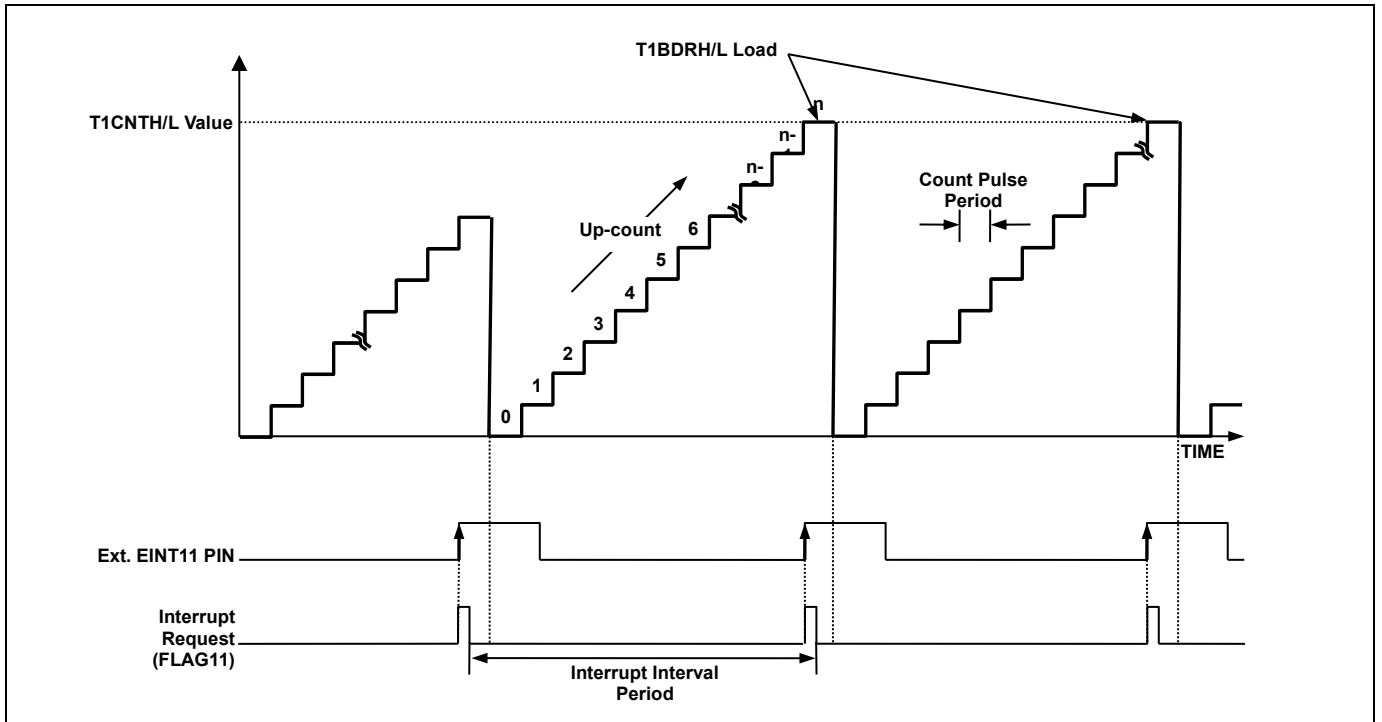 T1BDRH/L Load
n
T1CNTH/L Value
n-
n-
Count Pulse
Period
Up-count
6
5
4
3
2
1
0
TIME
Ext. EINT11 PIN
Interrupt
Request
(FLAG11)
Interrupt Interval
Period